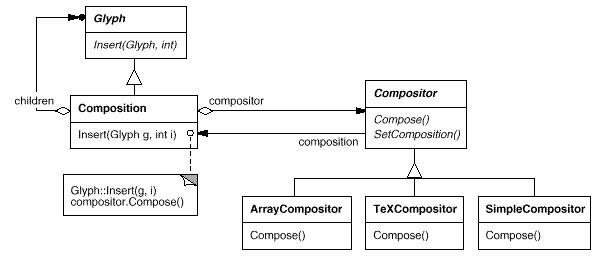 Glyph
Insert(Glyph, int)
children
Composition
Insert(Glyph g, int i)
compositor
composition
Compositor
Compose()
SetComposition()
Glyph::Insert(g, i)
compositor.Compose()
ArrayCompositor
Compose()
TeXCompositor
Compose()
SimpleCompositor
Compose()